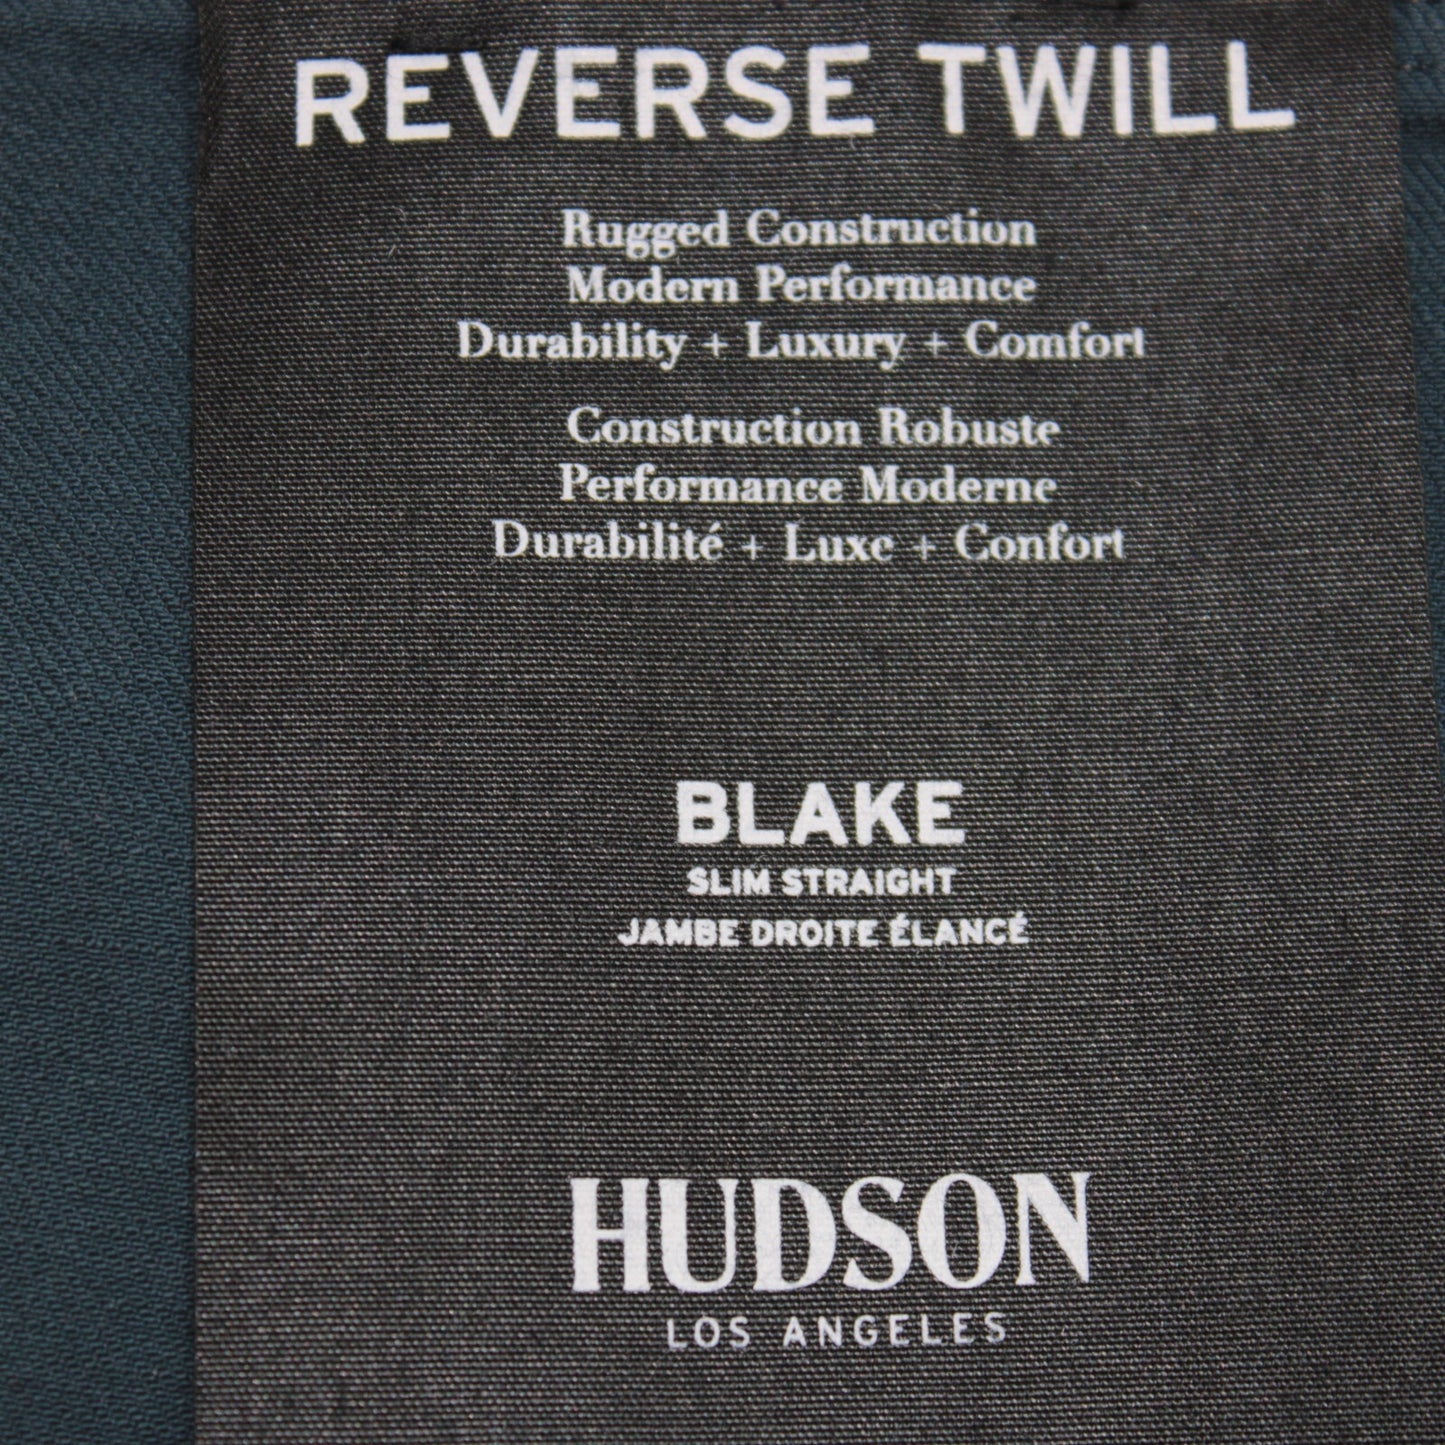 REVERSE TWILL
Rugged Construction
Modern Performance
Durability + Luxury + Comfort
Construction Robuste
Performance Moderne
Durabilité + Luxe + Confort
BLAKE
SLIM STRAIGHT
JAMBE DROITE ÉLANCÉ
HUDSON
LOS ANGELES